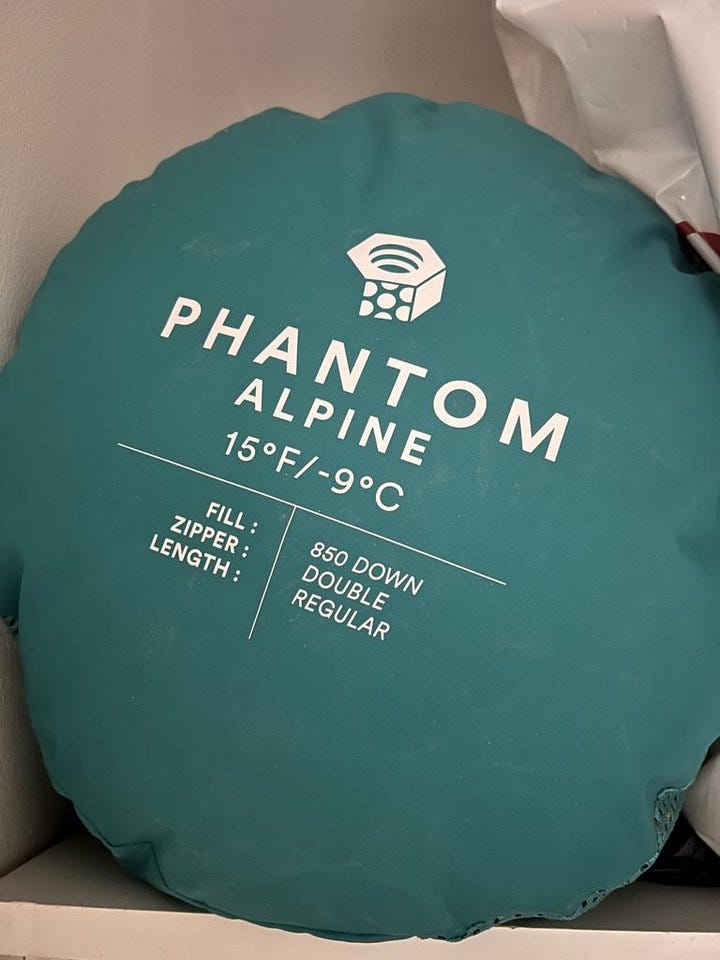 PHANTOM
ALPINE
15°F/-9°C
FILL : 850 DOWN
ZIPPER : DOUBLE
LENGTH : REGULAR